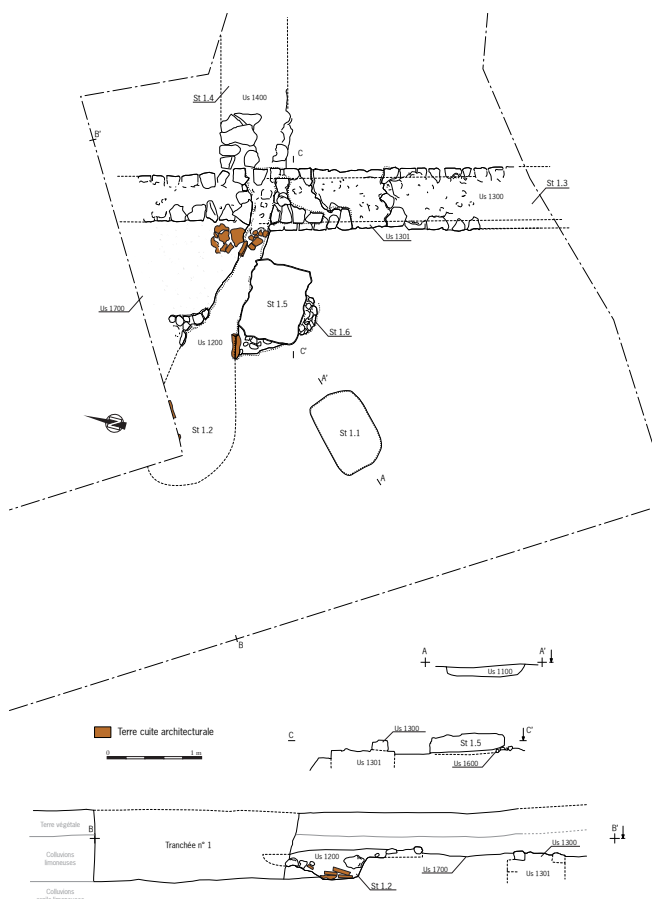 St 1.4
Us 1400
B'
C
Us 1300
St 1.3
Us 1301
St 1.5
Us 1700
St 1.6
Us 1200
C'
A'
N
St 1.2
St 1.1
A
B
A
A'
Us 1100
Terre cuite architecturale
0
1 m
Us 1300
C
C'
St 1.5
Us 1301
Us 1600
Terre végétale
B
B'
Tranchée n° 1
Us 1300
Colluvions
limoneuses
Us 1200
Us 1700
Us 1301
St 1.2
Colluvions